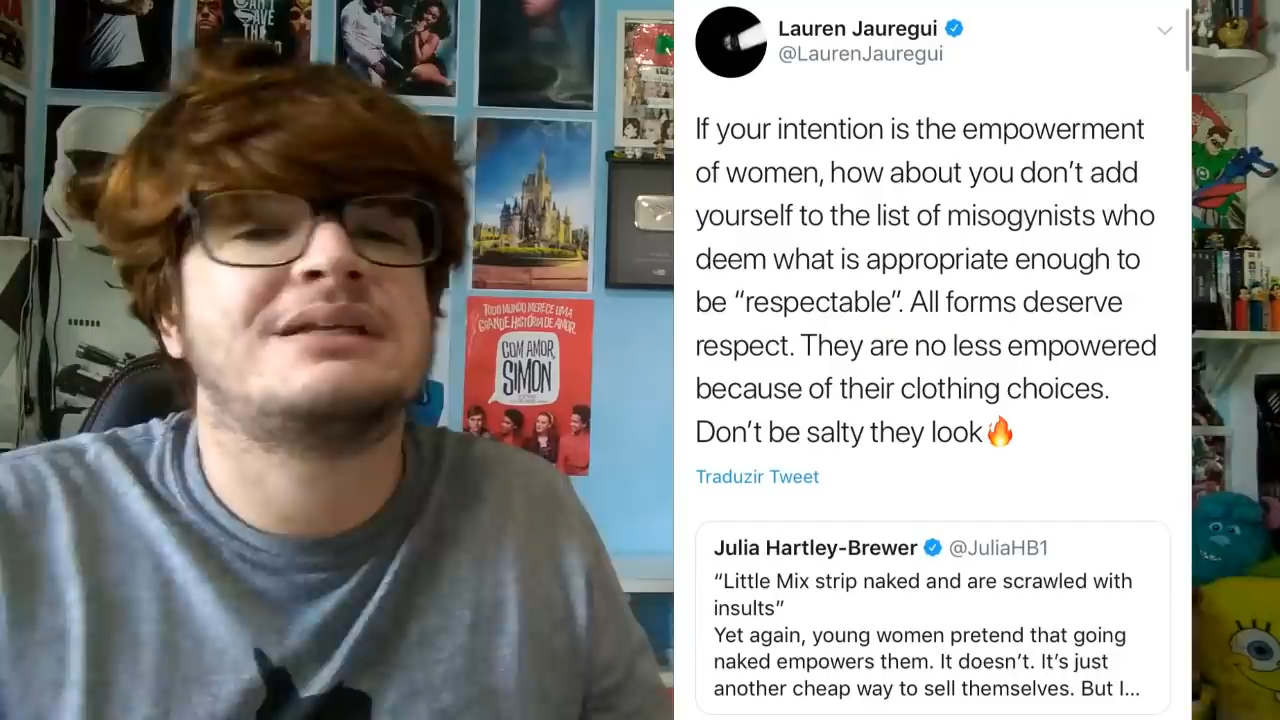 CAN'T
SAVE
THE
TODO MUNDO MERECE UMA
GRANDE HISTÓRIA DE AMOR.
COM AMOR,
SIMON
Lauren Jauregui
@LaurenJauregui
If your intention is the empowerment
of women, how about you don’t add
yourself to the list of misogynists who
deem what is appropriate enough to
be “respectable”. All forms deserve
respect. They are no less empowered
because of their clothing choices.
Don’t be salty they look🔥
Traduzir Tweet
Julia Hartley-Brewer @JuliaHB1
“Little Mix strip naked and are scrawled with
insults”
Yet again, young women pretend that going
naked empowers them. It doesn’t. It’s just
another cheap way to sell themselves. But I...